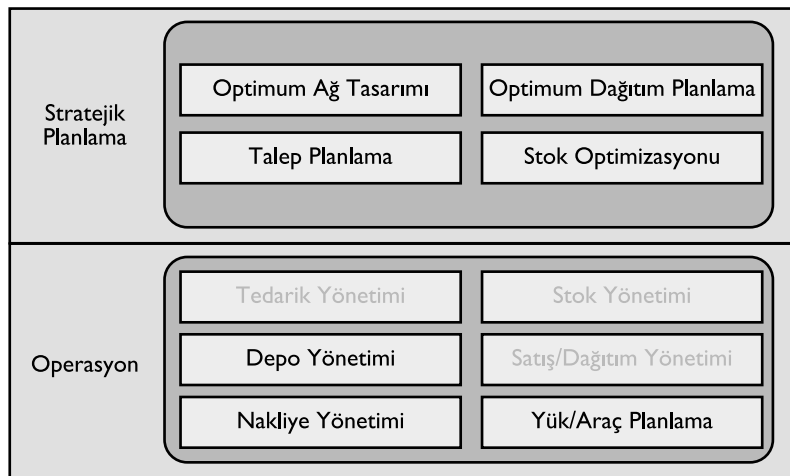 Stratejik
Planlama
Optimum Ağ Tasarımı
Optimum Dağıtım Planlama
Talep Planlama
Stok Optimizasyonu
Operasyon
Tedarik Yönetimi
Stok Yönetimi
Depo Yönetimi
Satış/Dağıtım Yönetimi
Nakliye Yönetimi
Yük/Araç Planlama